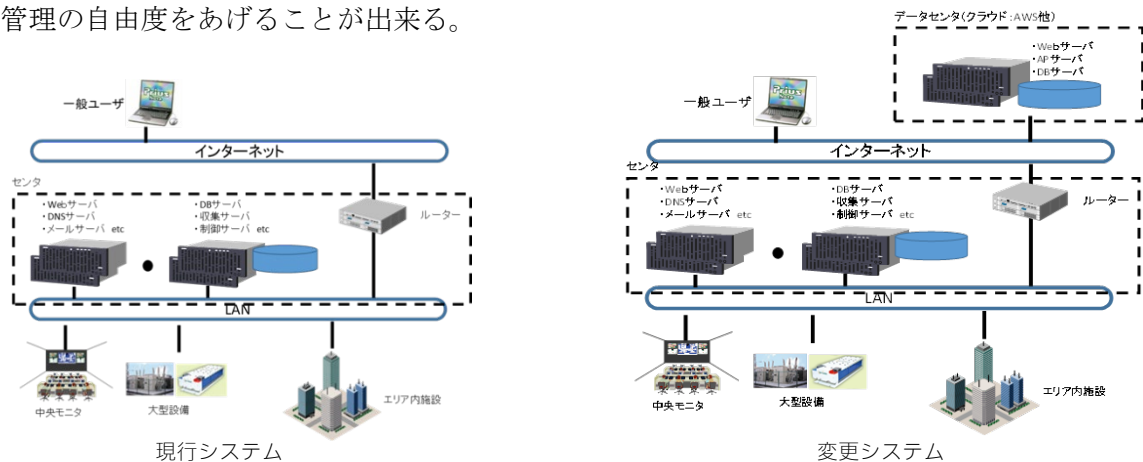 管理の自由度をあげることが出来る。
一般ユーザ
インターネット
センタ
・Webサーバ
・DNSサーバ
・メールサーバ etc
・DBサーバ
・収集サーバ
・制御サーバ etc
ルーター
LAN
中央モニタ
大型設備
エリア内施設
現行システム
データセンタ(クラウド:AWS他)
・Webサーバ
・APサーバ
・DBサーバ
一般ユーザ
インターネット
センタ
・Webサーバ
・DNSサーバ
・メールサーバ etc
・DBサーバ
・収集サーバ
・制御サーバ etc
ルーター
LAN
中央モニタ
大型設備
エリア内施設
変更システム